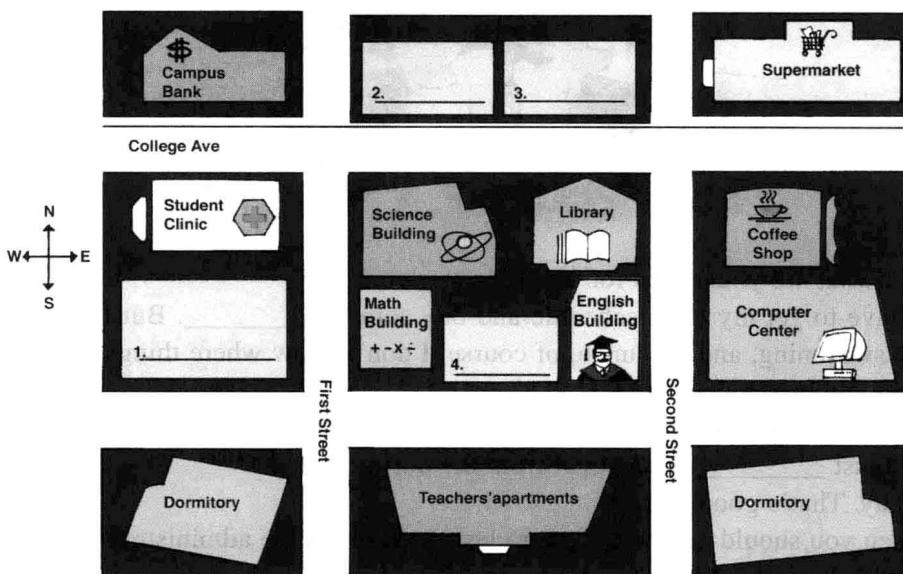 Campus
Bank
2.
3.
Supermarket
College Ave
N
W E
S
Student
Clinic
Science
Building
Library
Coffee
Shop
1.
Math
Building
+ - x ÷
4.
English
Building
Computer
Center
First Street
Second Street
Dormitory
Teachers' apartments
Dormitory